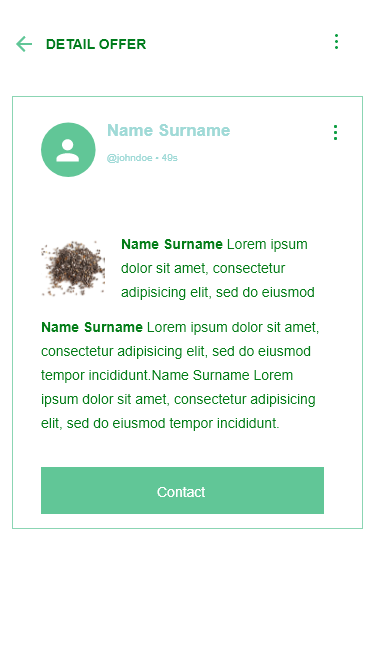 DETAIL OFFER
Name Surname
@johndoe • 49s
Name Surname Lorem ipsum
dolor sit amet, consectetur
adipisicing elit, sed do eiusmod
Name Surname Lorem ipsum dolor sit amet,
consectetur adipisicing elit, sed do eiusmod
tempor incididunt.Name Surname Lorem
ipsum dolor sit amet, consectetur adipisicing
elit, sed do eiusmod tempor incididunt.
Contact